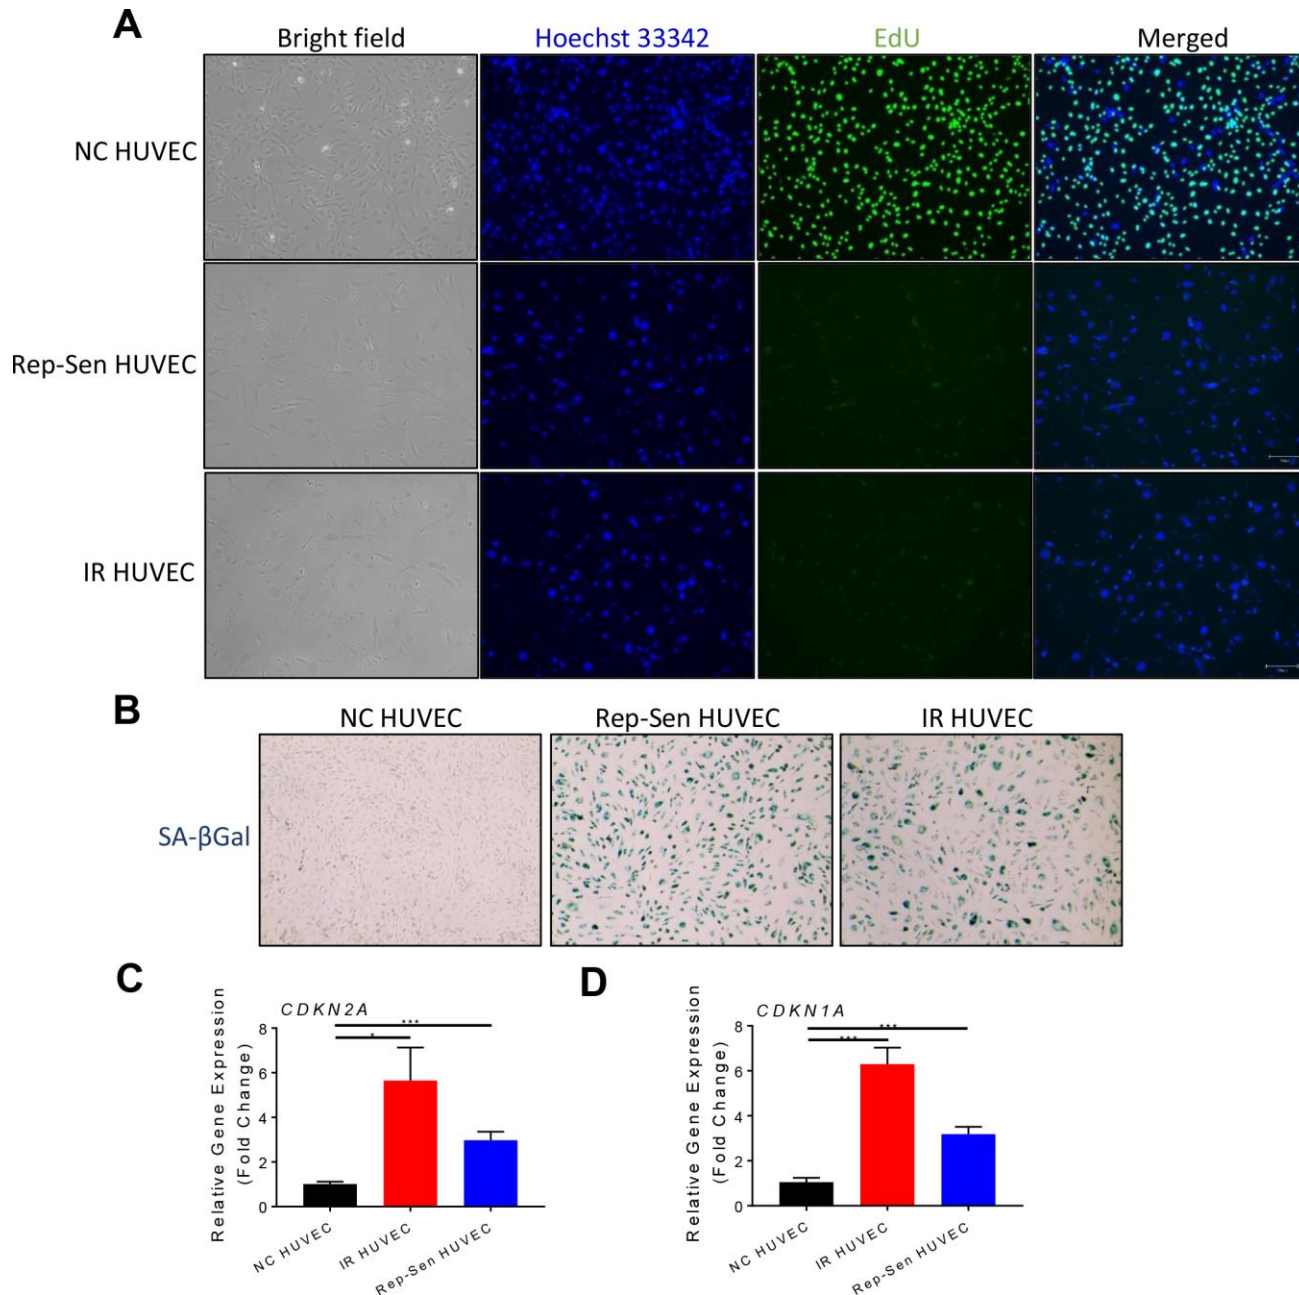 A
Bright field
Hoechst 33342
EdU
Merged
NC HUVEC
Rep-Sen HUVEC
IR HUVEC
B
NC HUVEC
Rep-Sen HUVEC
IR HUVEC
SA-βGal
C
Relative Gene Expression
(Fold Change)
CDKN2A
***
*
8
6
4
2
0
NC HUVEC
IR HUVEC
Rep-Sen HUVEC
D
Relative Gene Expression
(Fold Change)
CDKN1A
***
***
8
6
4
2
0
NC HUVEC
IR HUVEC
Rep-Sen HUVEC